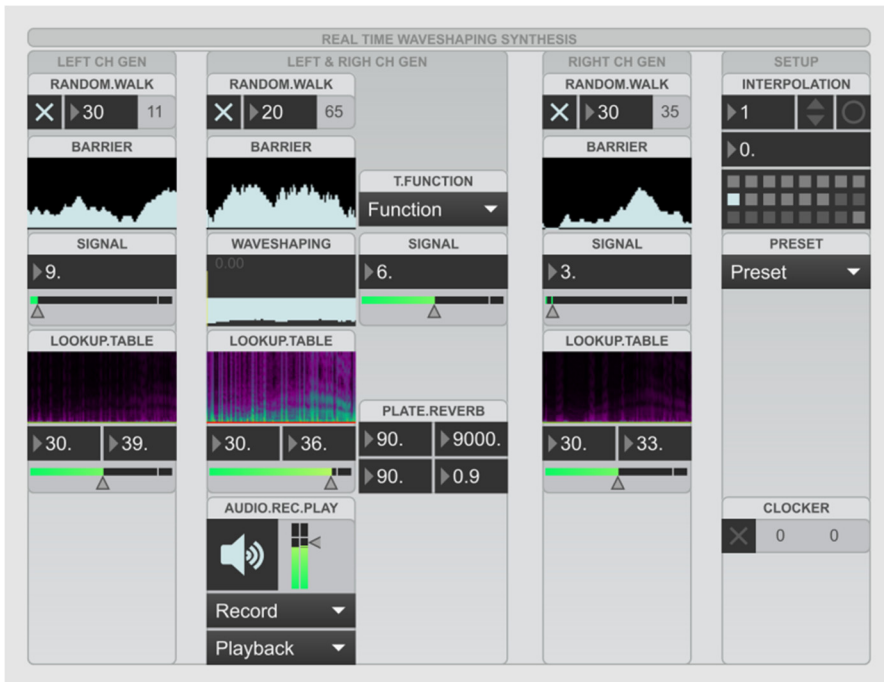 REAL TIME WAVESHAPING SYNTHESIS
LEFT CH GEN
RANDOM.WALK
30 11
BARRIER
SIGNAL
9.
LOOKUP.TABLE
30. 39.
LEFT & RIGH CH GEN
RANDOM.WALK
20 65
BARRIER
T.FUNCTION
Function
WAVESHAPING
0.00
SIGNAL
6.
LOOKUP.TABLE
30. 36.
PLATE.REVERB
90. 9000.
90. 0.9
AUDIO.REC.PLAY
Record
Playback
RIGHT CH GEN
RANDOM.WALK
30 35
BARRIER
SIGNAL
3.
LOOKUP.TABLE
30. 33.
SETUP
INTERPOLATION
1
0.
PRESET
Preset
CLOCKER
0 0